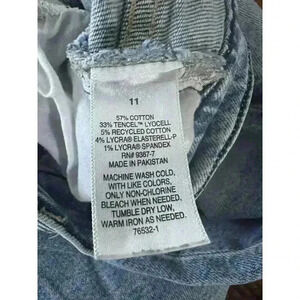 11
57% COTTON
33% TENCEL™ LYOCELL
5% RECYCLED COTTON
4% LYCRA® ELASTERELL-P
1% LYCRA® SPANDEX
RN# 9387-7
MADE IN PAKISTAN
MACHINE WASH COLD,
WITH LIKE COLORS,
ONLY NON-CHLORINE
BLEACH WHEN NEEDED,
TUMBLE DRY LOW,
WARM IRON AS NEEDED.
76532-1